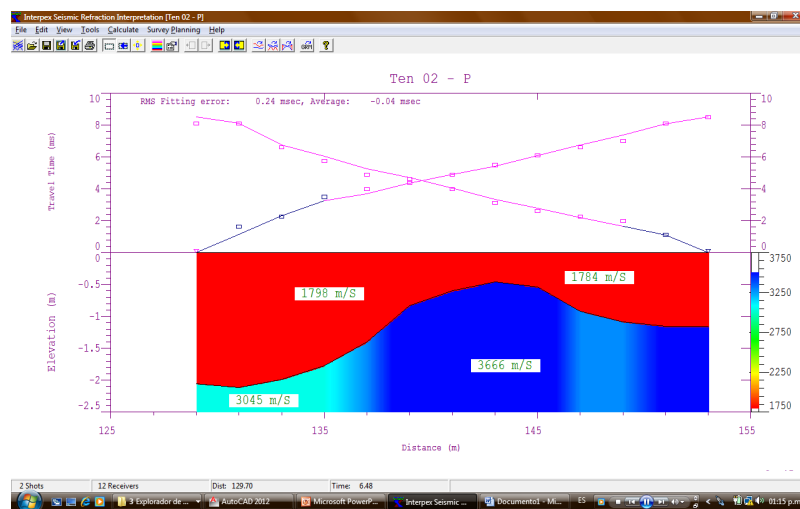 Interpex Seismic Refraction Interpretation [Ten 02 - P]
File Edit View Tools Calculate Survey Planning Help
GRM
Ten 02 - P
RMS Fitting error: 0.24 msec, Average: -0.04 msec
10
8
6
4
2
0
Travel Time (ms)
10
8
6
4
2
0
0
-0.5
-1
-1.5
-2
-2.5
Elevation (m)
1798 m/S
1784 m/S
3666 m/S
3045 m/S
3750
3250
2750
2250
1750
125 135 145 155
Distance (m)
2 Shots 12 Receivers Dist: 129.70 Time: 6.48
3 Explorador de ... AutoCAD 2012 Microsoft PowerP... Interpex Seismic ... Documento1 - Mi... ES 01:15 p.m.